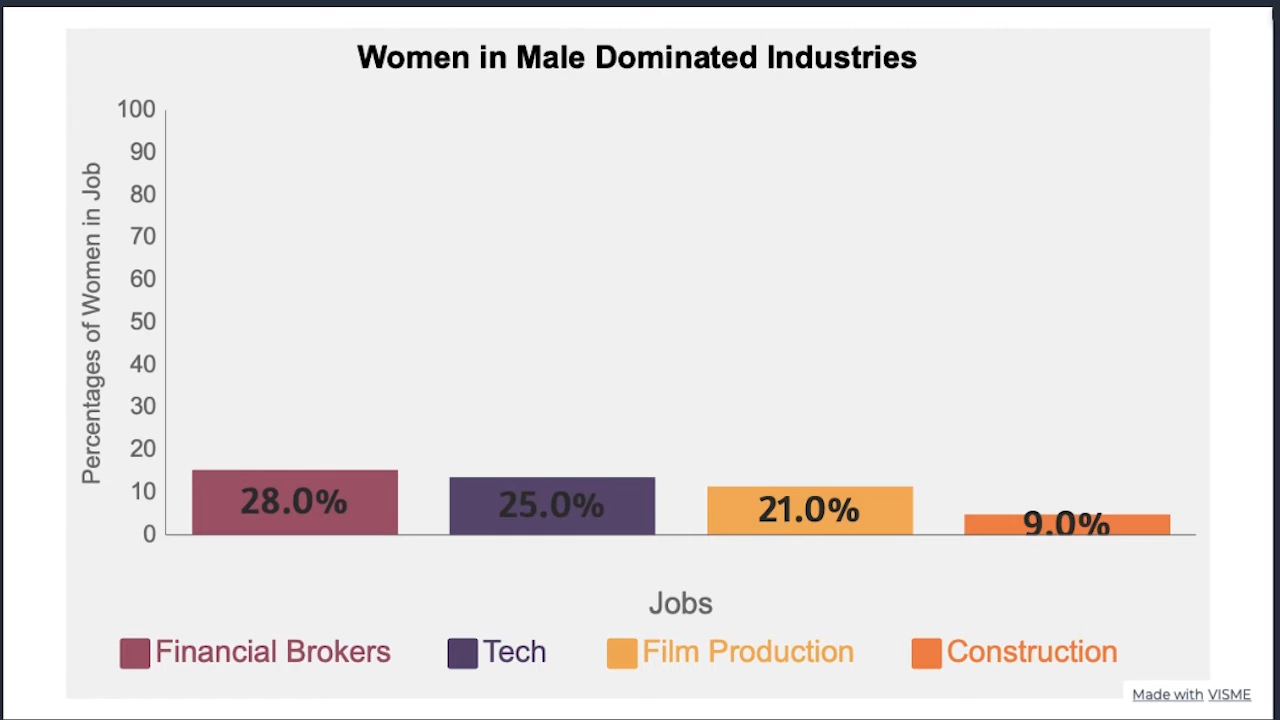 Women in Male Dominated Industries
Percentages of Women in Job
100
90
80
70
60
50
40
30
20
10
0
28.0%
25.0%
21.0%
9.0%
Jobs
Financial Brokers
Tech
Film Production
Construction
Made with VISME